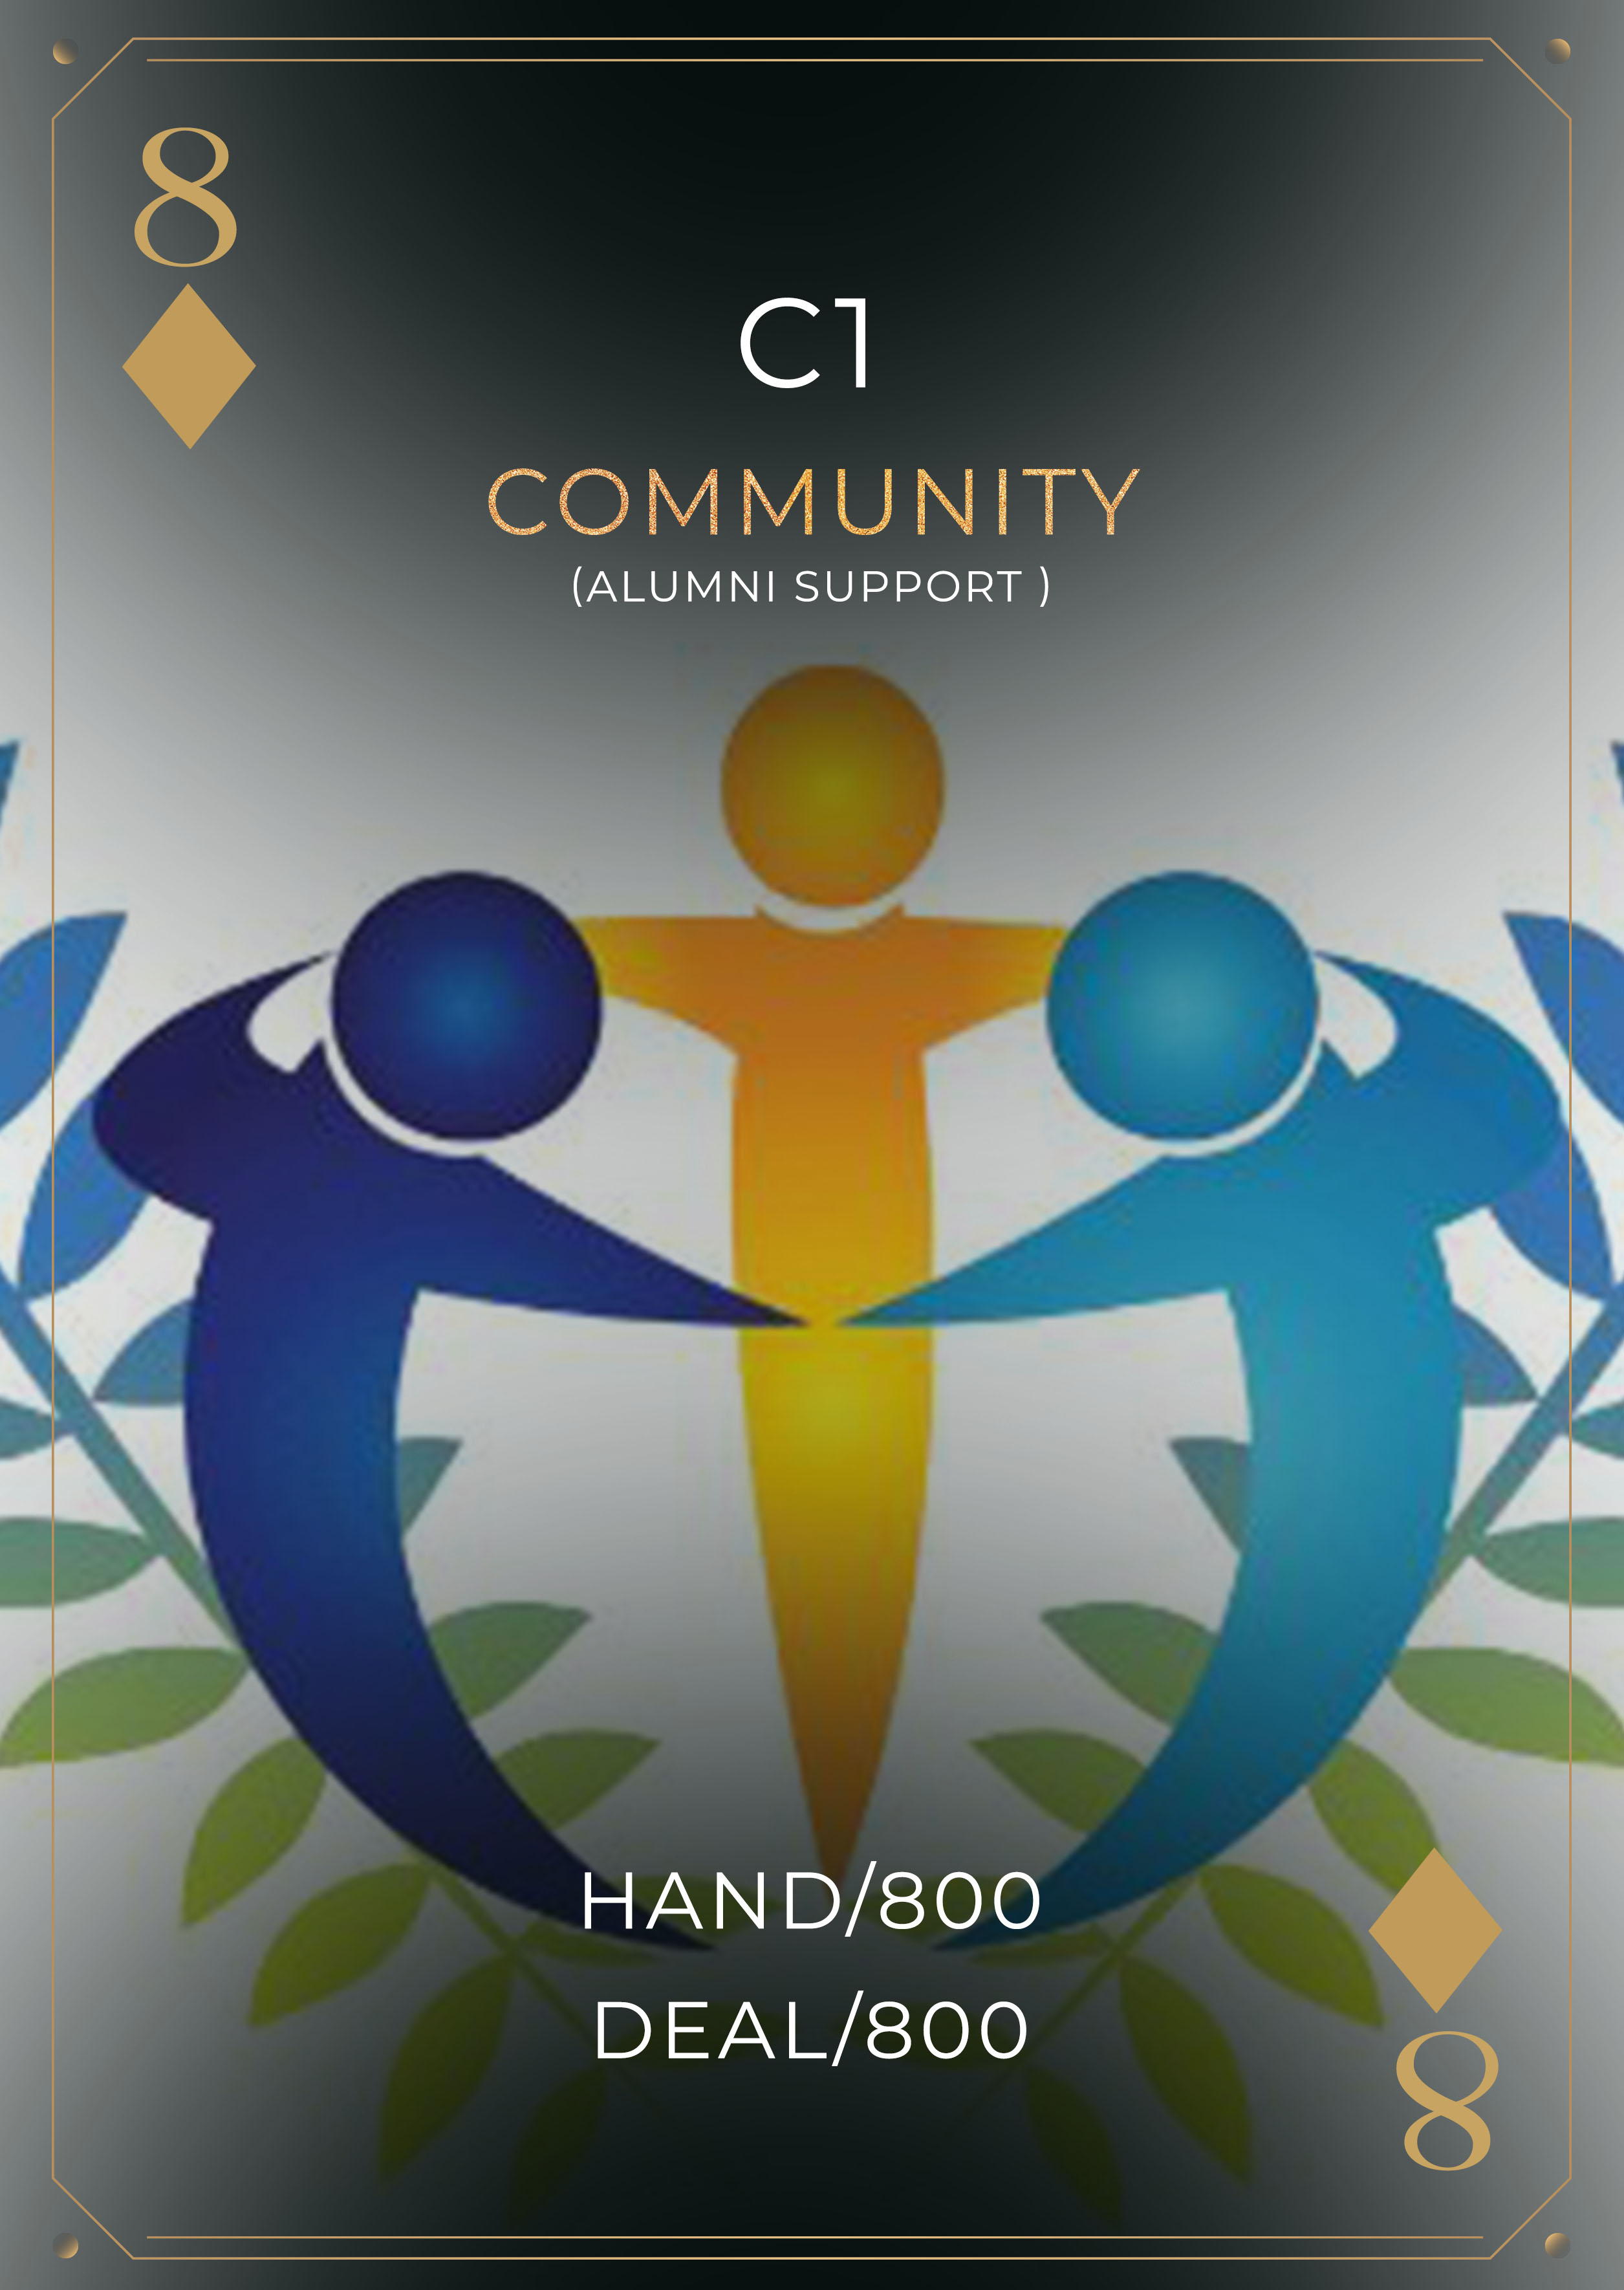 8
C1
COMMUNITY
(ALUMNI SUPPORT )
HAND/800
DEAL/800
8